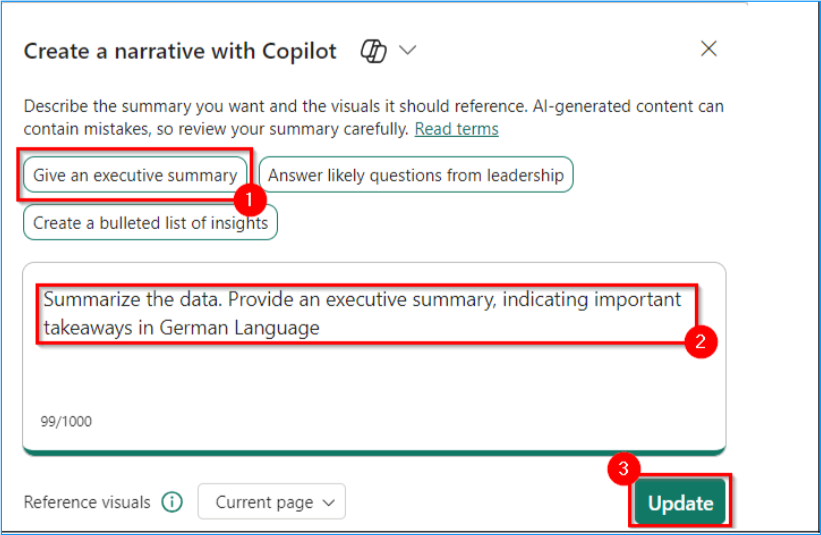 Create a narrative with Copilot
Describe the summary you want and the visuals it should reference. AI-generated content can
contain mistakes, so review your summary carefully. Read terms
Give an executive summary
Answer likely questions from leadership
1
Create a bulleted list of insights
Summarize the data. Provide an executive summary, indicating important
takeaways in German Language
2
99/1000
3
Reference visuals
Current page
Update